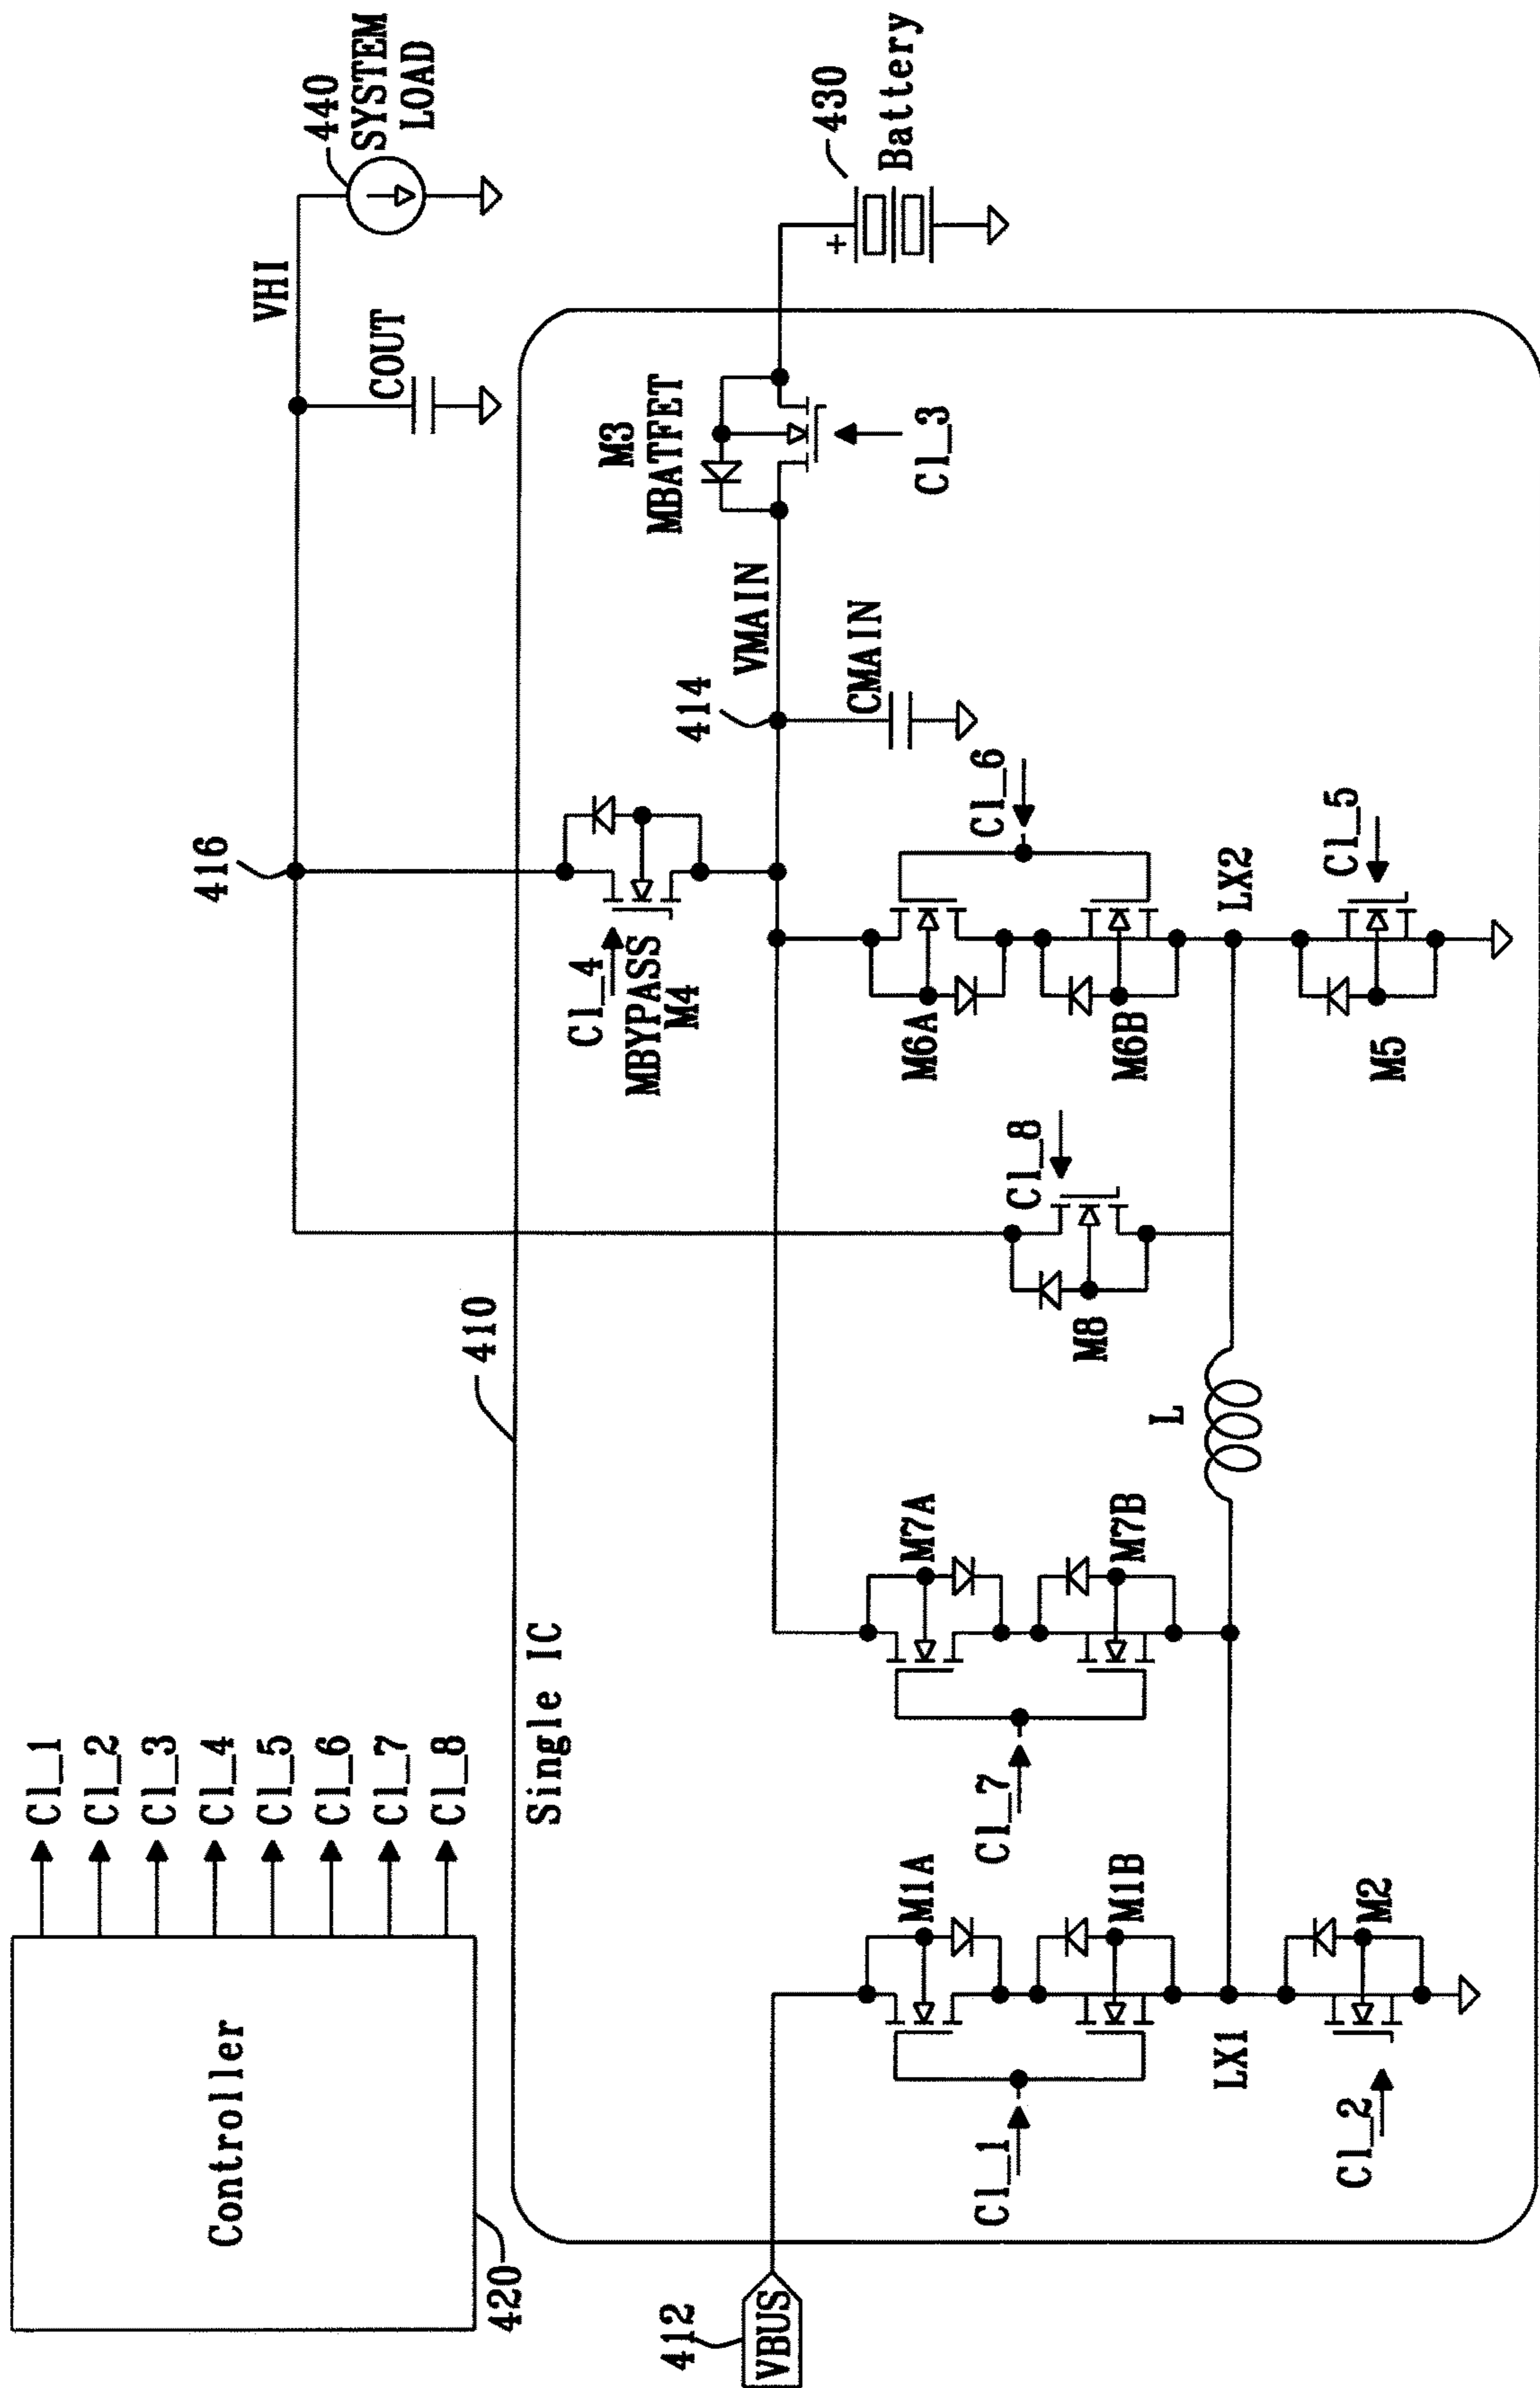 Controller
420
Cl_1
Cl_2
Cl_3
Cl_4
Cl_5
Cl_6
Cl_7
Cl_8
410
416
VHI
COUT
440
SYSTEM
LOAD
Single IC
Cl_4
MBYPASS
M4
414
VMAIN
CMAIN
M3
MBATFET
Cl_3
430
Battery
+
412
VBUS
Cl_1
M1A
M1B
LX1
Cl_2
M2
Cl_7
M7A
M7B
L
Cl_8
M8
M6A
M6B
Cl_6
LX2
M5
Cl_5